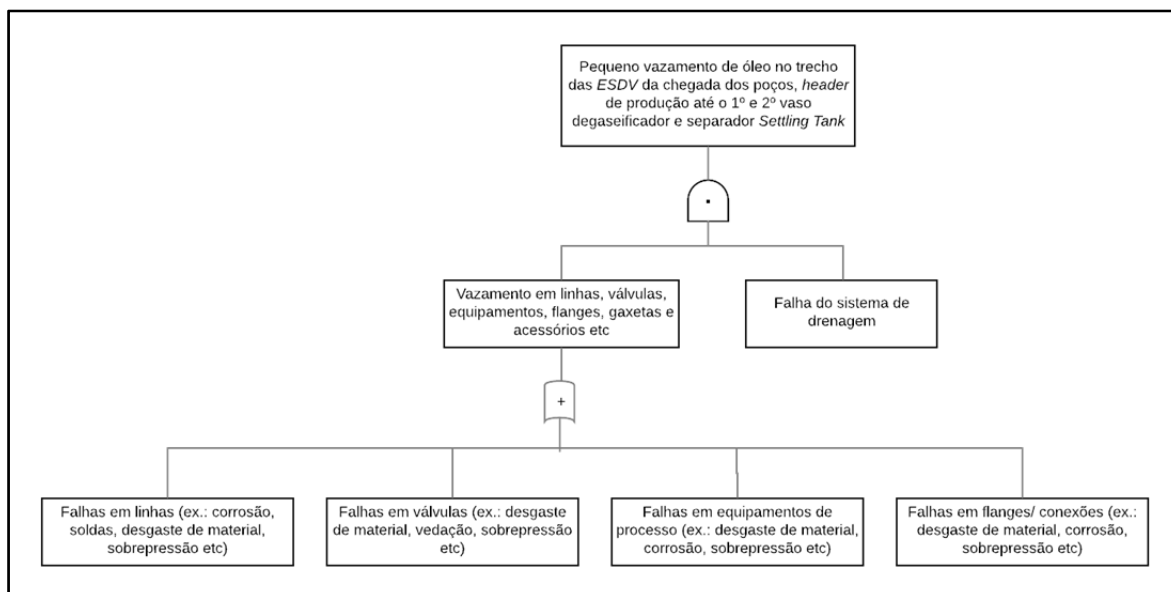 Pequeno vazamento de óleo no trecho
das ESDV da chegada dos poços, header
de produção até o 1º e 2º vaso
degaseificador e separador Settling Tank
Vazamento em linhas, válvulas,
equipamentos, flanges, gaxetas e
acessórios etc
Falha do sistema de
drenagem
+
Falhas em linhas (ex.: corrosão,
soldas, desgaste de material,
sobrepressão etc)
Falhas em válvulas (ex.: desgaste
de material, vedação, sobrepressão
etc)
Falhas em equipamentos de
processo (ex.: desgaste de material,
corrosão, sobrepressão etc)
Falhas em flanges/ conexões (ex.:
desgaste de material, corrosão,
sobrepressão etc)